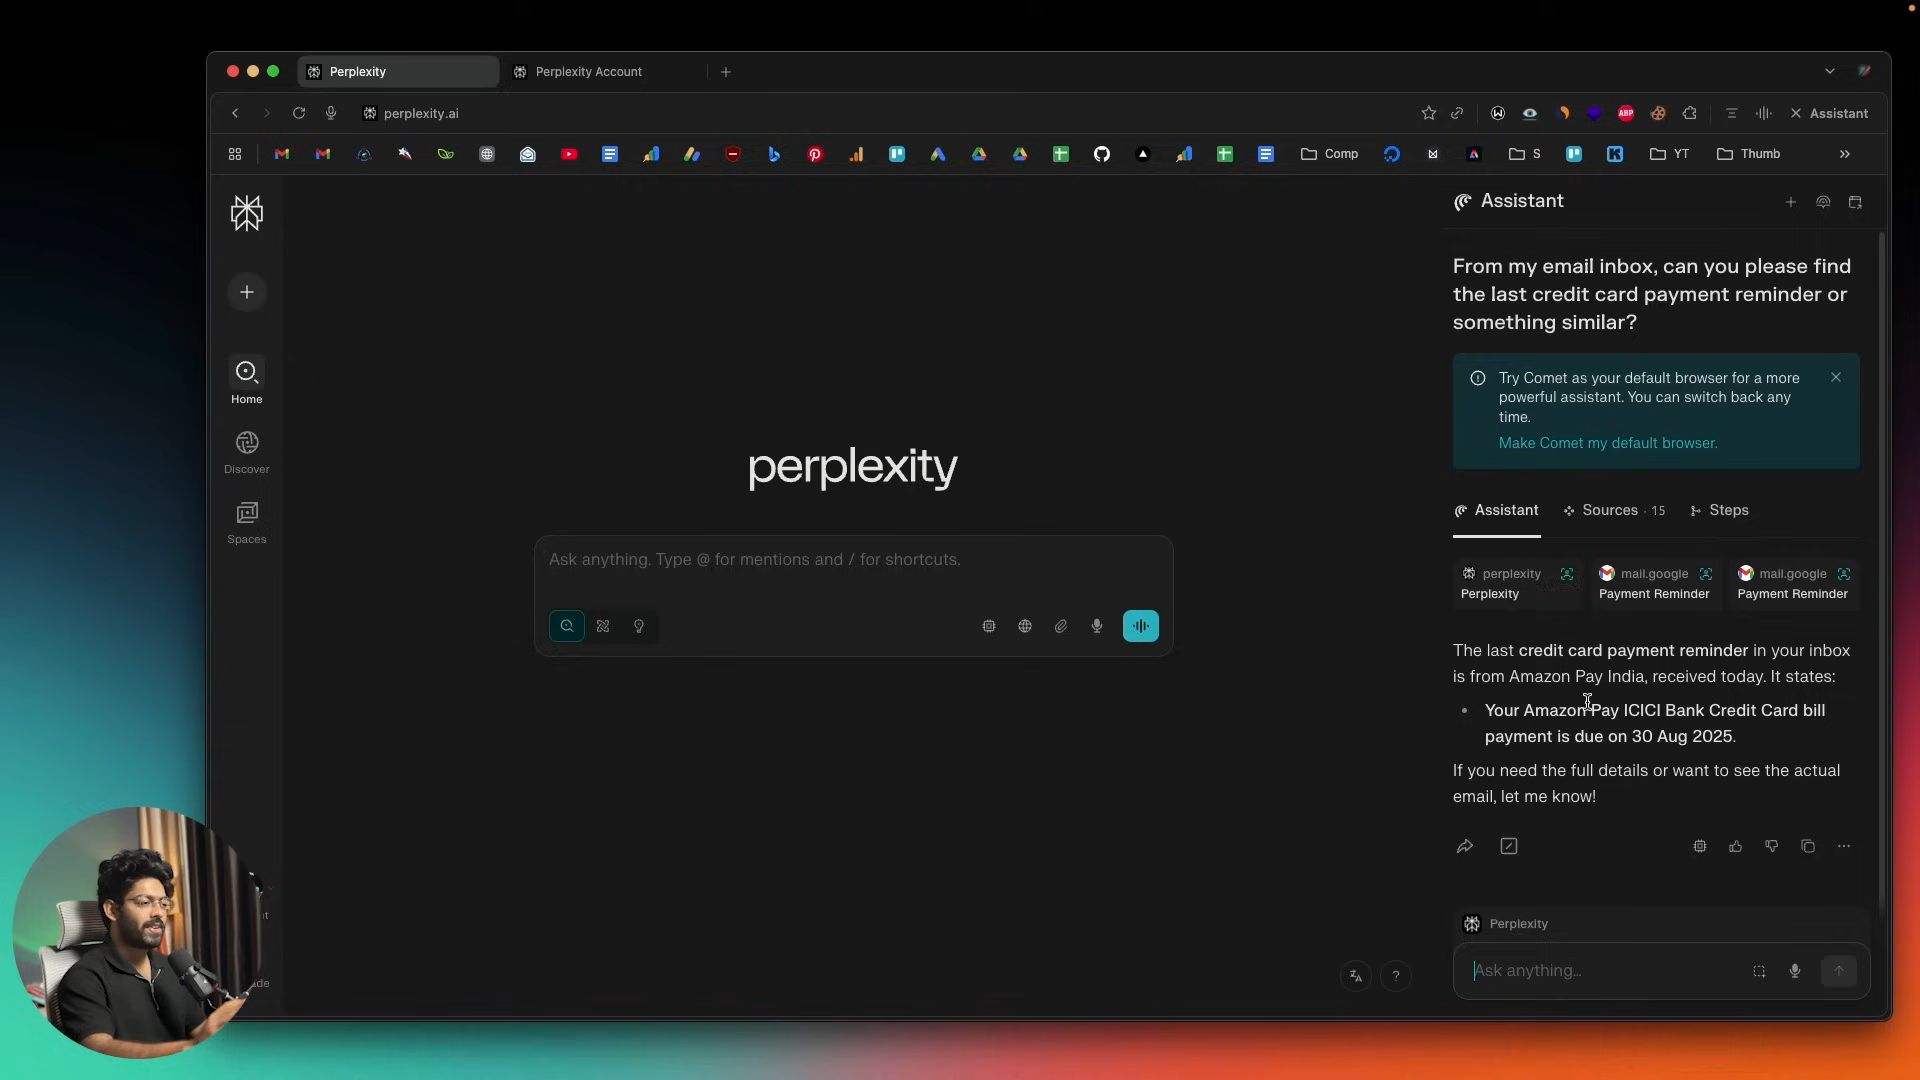 Perplexity
Perplexity Account
perplexity.ai
ABP
Assistant
Comp
S
YT
Thumb
Home
Discover
Spaces
perplexity
Ask anything. Type @ for mentions and / for shortcuts.
?
Assistant
From my email inbox, can you please find
the last credit card payment reminder or
something similar?
Try Comet as your default browser for a more
powerful assistant. You can switch back any
time.
Make Comet my default browser.
Assistant
Sources · 15
Steps
perplexity
Perplexity
mail.google
Payment Reminder
mail.google
Payment Reminder
The last credit card payment reminder in your inbox
is from Amazon Pay India, received today. It states:
• Your Amazon Pay ICICI Bank Credit Card bill
payment is due on 30 Aug 2025.
If you need the full details or want to see the actual
email, let me know!
Perplexity
Ask anything...